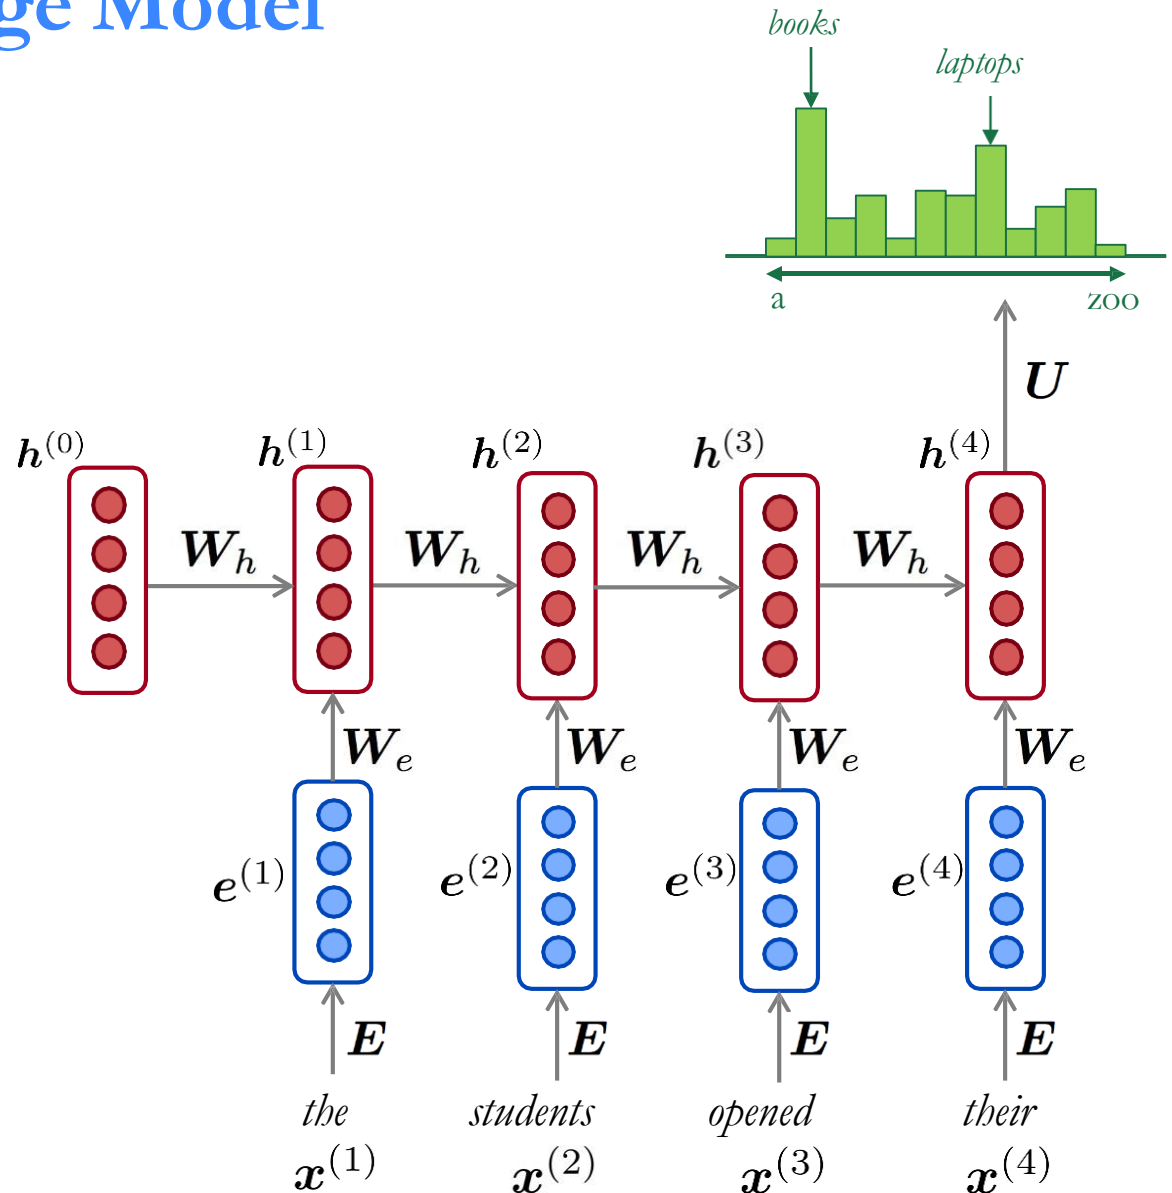 ge Model
books
laptops
a zoo
U
h(0) h(1) h(2) h(3) h(4)
Wh Wh Wh Wh
We We We We
e(1) e(2) e(3) e(4)
E E E E
the students opened their
x(1) x(2) x(3) x(4)